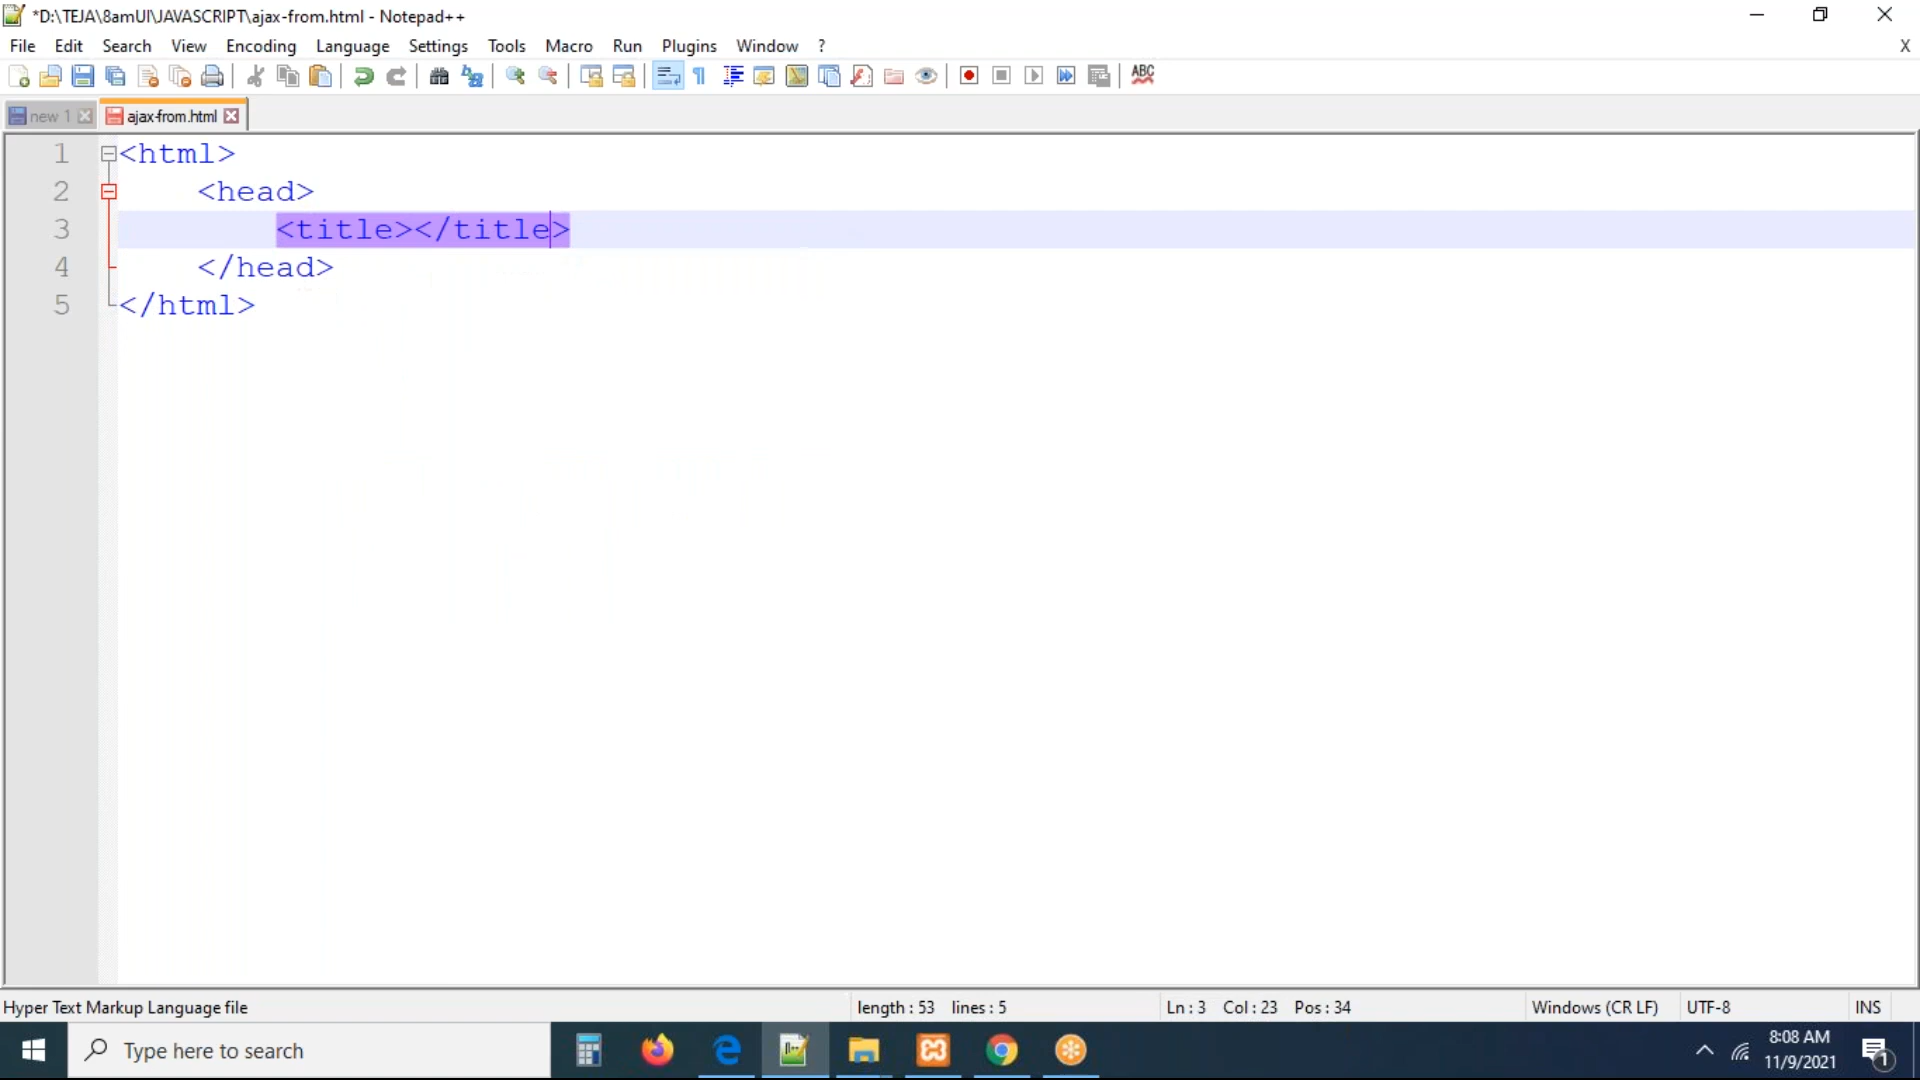 *D:\TEJA\8amUI\JAVASCRIPT\ajax-from.html - Notepad++
File Edit Search View Encoding Language Settings Tools Macro Run Plugins Window ? X
ABC
new 1 ajax-from.html
1 <html>
2 <head>
3 <title></title>
4 </head>
5 </html>
Hyper Text Markup Language file length : 53 lines : 5 Ln : 3 Col : 23 Pos : 34 Windows (CR LF) UTF-8 INS
Type here to search
8:08 AM
11/9/2021
1